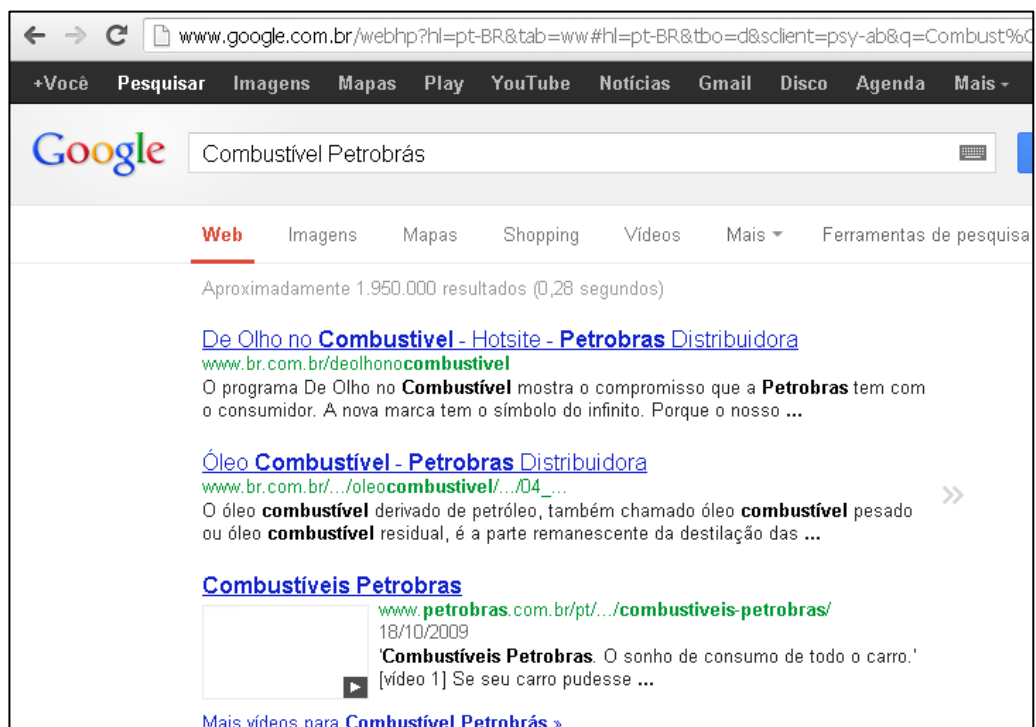 www.google.com.br/webhp?hl=pt-BR&tab=ww#hl=pt-BR&tbo=d&sclient=psy-ab&q=Combust%C
+Você Pesquisar Imagens Mapas Play YouTube Notícias Gmail Disco Agenda Mais
Google Combustível Petrobrás
Web Imagens Mapas Shopping Vídeos Mais Ferramentas de pesquisa
Aproximadamente 1.950.000 resultados (0,28 segundos)
De Olho no Combustivel - Hotsite - Petrobras Distribuidora
www.br.com.br/deolhonocombustivel
O programa De Olho no Combustível mostra o compromisso que a Petrobras tem com
o consumidor. A nova marca tem o símbolo do infinito. Porque o nosso ...
Óleo Combustível - Petrobras Distribuidora
www.br.com.br/.../oleocombustivel/.../04_...
O óleo combustível derivado de petróleo, também chamado óleo combustível pesado
ou óleo combustível residual, é a parte remanescente da destilação das ...
Combustíveis Petrobras
www.petrobras.com.br/pt/.../combustiveis-petrobras/
18/10/2009
'Combustíveis Petrobras. O sonho de consumo de todo o carro.'
[vídeo 1] Se seu carro pudesse ...
Mais vídeos para Combustível Petrobrás »